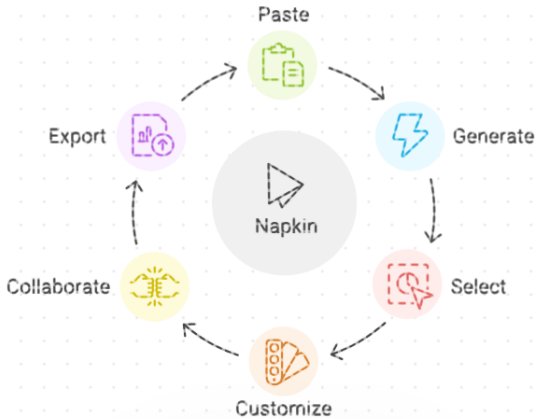 Paste
Generate
Select
Customize
Collaborate
Export
Napkin